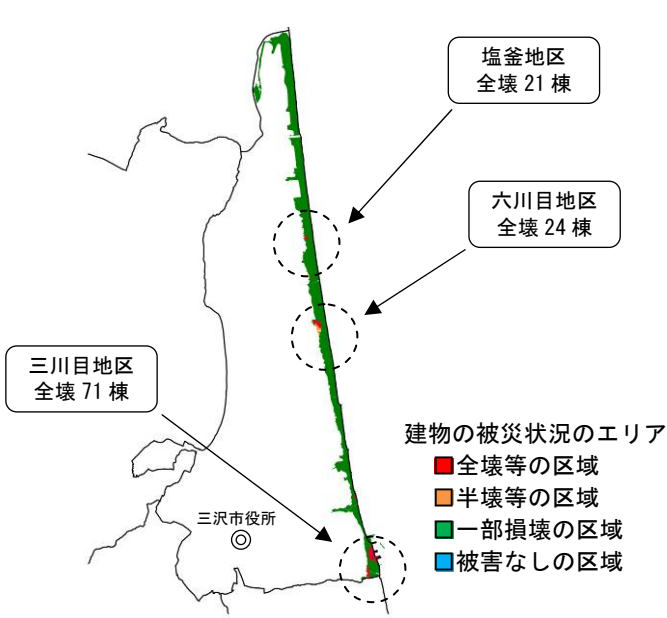 塩釜地区
全壊 21 棟
六川目地区
全壊 24 棟
三川目地区
全壊 71 棟
建物の被災状況のエリア
全壊等の区域
半壊等の区域
一部損壊の区域
被害なしの区域
三沢市役所